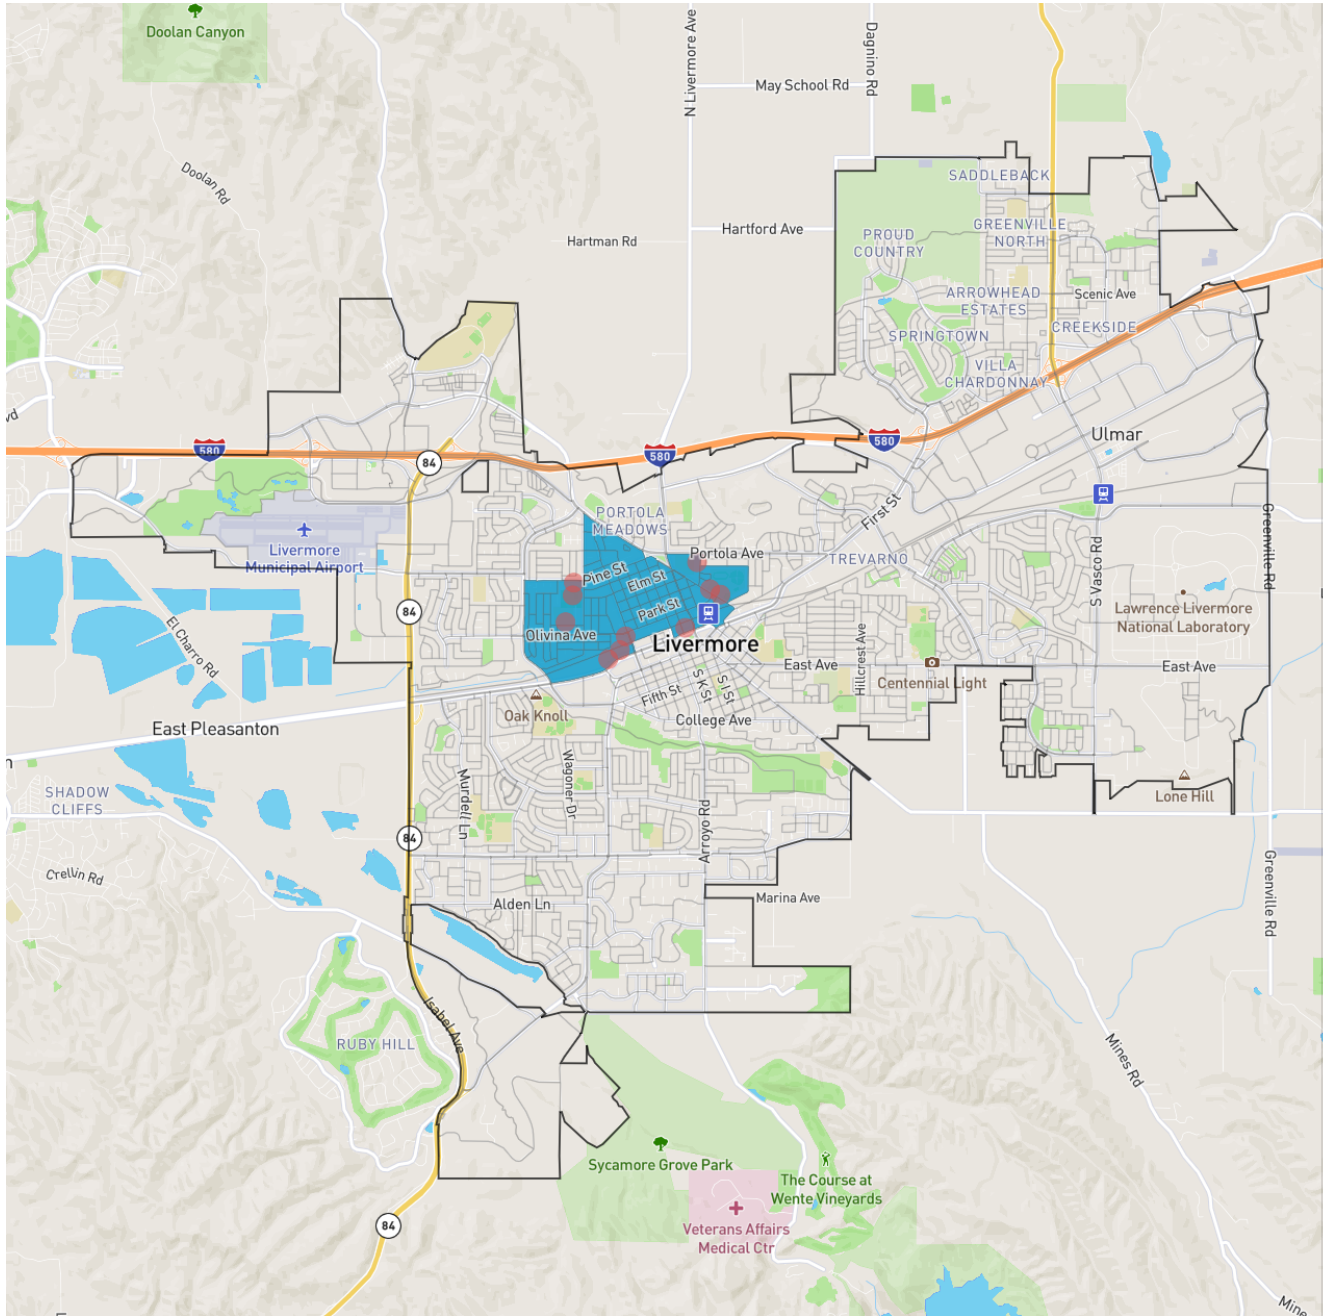 Doolan Canyon
N Livermore Ave
Dagnino Rd
May School Rd
Doolan Rd
SADDLEBACK
Hartford Ave
Hartman Rd
PROUD
COUNTRY
GREENVILLE
NORTH
ARROWHEAD
ESTATES
Scenic Ave
CREEKSIDE
SPRINGTOWN
VILLA
CHARDONNAY
vd
580
84
580
580
Ulmar
First St
PORTOLA
MEADOWS
Livermore
Municipal Airport
Portola Ave
TREVARNO
Greenville Rd
S Vasco Rd
Pine St
Elm St
Park St
84
El Charro Rd
Olivina Ave
Livermore
Lawrence Livermore
National Laboratory
East Ave
Hillcrest Ave
East Ave
Centennial Light
S K St
S I St
Fifth St
College Ave
Oak Knoll
East Pleasanton
n
Wagoner Dr
Murdell Ln
SHADOW
CLIFFS
Lone Hill
84
Arroyo Rd
Crellin Rd
Alden Ln
Marina Ave
Greenville Rd
Isabel Ave
RUBY HILL
Mines Rd
Sycamore Grove Park
The Course at
Wente Vineyards
Veterans Affairs
Medical Ctr
84
Mine